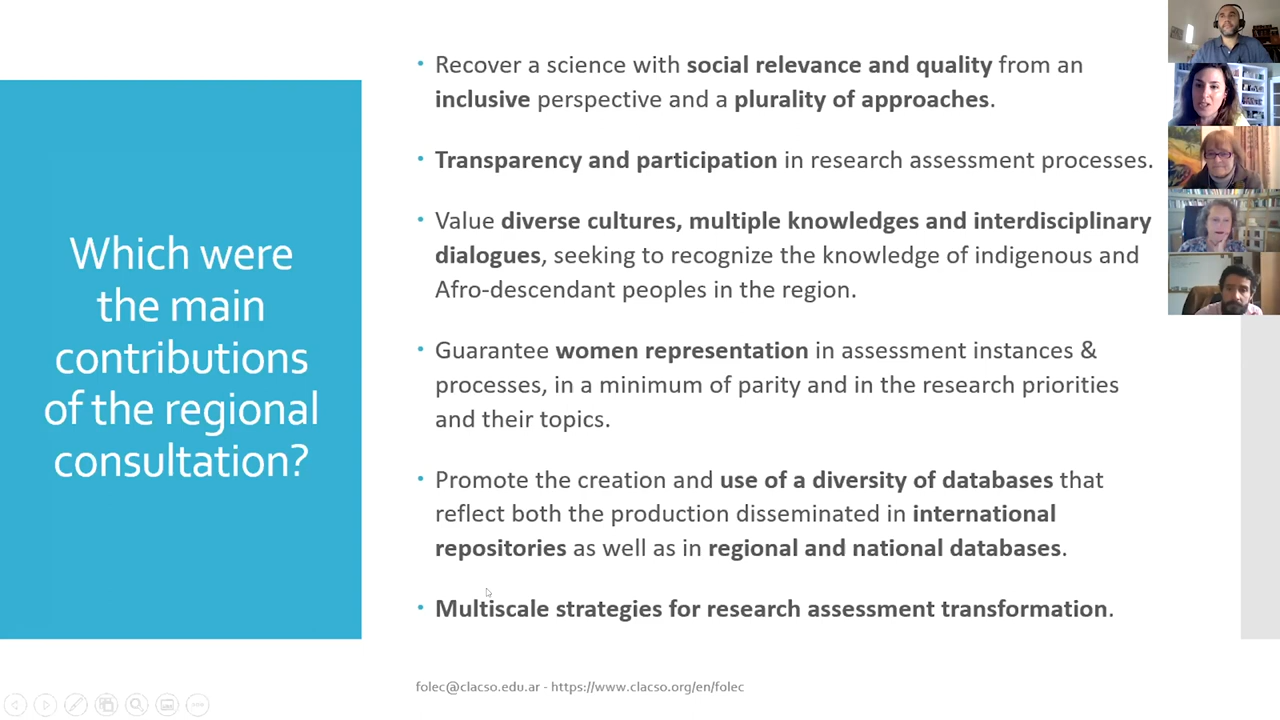 Which were
the main
contributions
of the regional
consultation?
• Recover a science with social relevance and quality from an
inclusive perspective and a plurality of approaches.
• Transparency and participation in research assessment processes.
• Value diverse cultures, multiple knowledges and interdisciplinary
dialogues, seeking to recognize the knowledge of indigenous and
Afro-descendant peoples in the region.
• Guarantee women representation in assessment instances &
processes, in a minimum of parity and in the research priorities
and their topics.
• Promote the creation and use of a diversity of databases that
reflect both the production disseminated in international
repositories as well as in regional and national databases.
• Multiscale strategies for research assessment transformation.
folec@clacso.edu.ar - https://www.clacso.org/en/folec